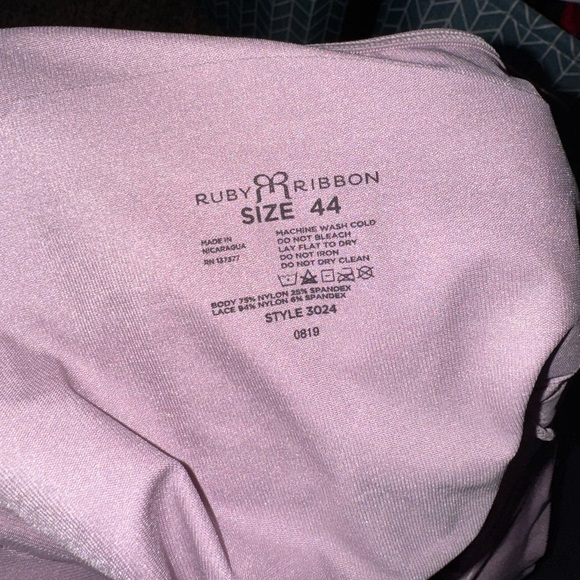 RUBY RIBBON
SIZE 44
MADE IN
NICARAGUA
RN 137377
MACHINE WASH COLD
DO NOT BLEACH
LAY FLAT TO DRY
DO NOT IRON
DO NOT DRY CLEAN
BODY 75% NYLON 25% SPANDEX
LACE 94% NYLON 6% SPANDEX
STYLE 3024
0819